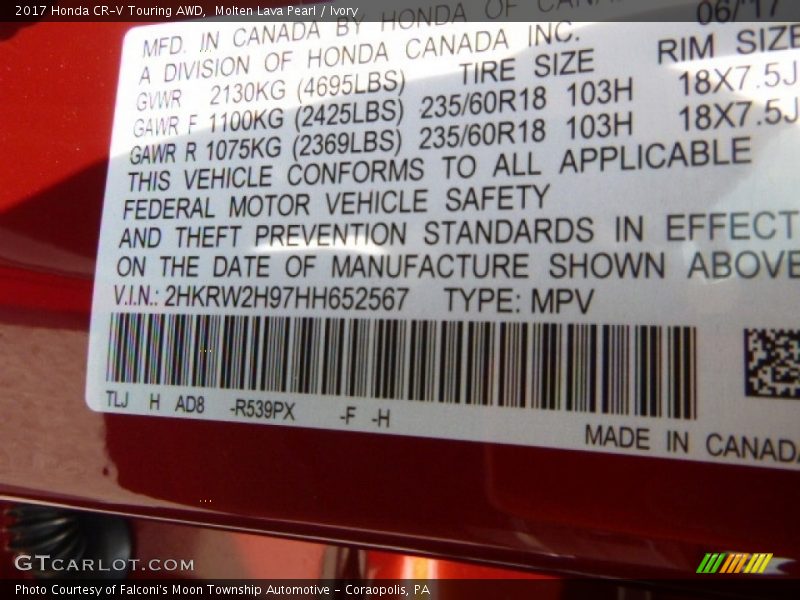 2017 Honda CR-V Touring AWD, Molten Lava Pearl / Ivory
MFD. IN CANADA BY HONDA OF 06/17
A DIVISION OF HONDA CANADA INC.
GVWR 2130KG (4695LBS) TIRE SIZE RIM SIZE
GAWR F 1100KG (2425LBS) 235/60R18 103H 18X7.5J
GAWR R 1075KG (2369LBS) 235/60R18 103H 18X7.5J
THIS VEHICLE CONFORMS TO ALL APPLICABLE
FEDERAL MOTOR VEHICLE SAFETY
AND THEFT PREVENTION STANDARDS IN EFFECT
ON THE DATE OF MANUFACTURE SHOWN ABOVE
V.I.N.: 2HKRW2H97HH652567 TYPE: MPV
TLJ H AD8 -R539PX -F -H
MADE IN CANADA
GTCARLOT.COM
Photo Courtesy of Falconi's Moon Township Automotive - Coraopolis, PA